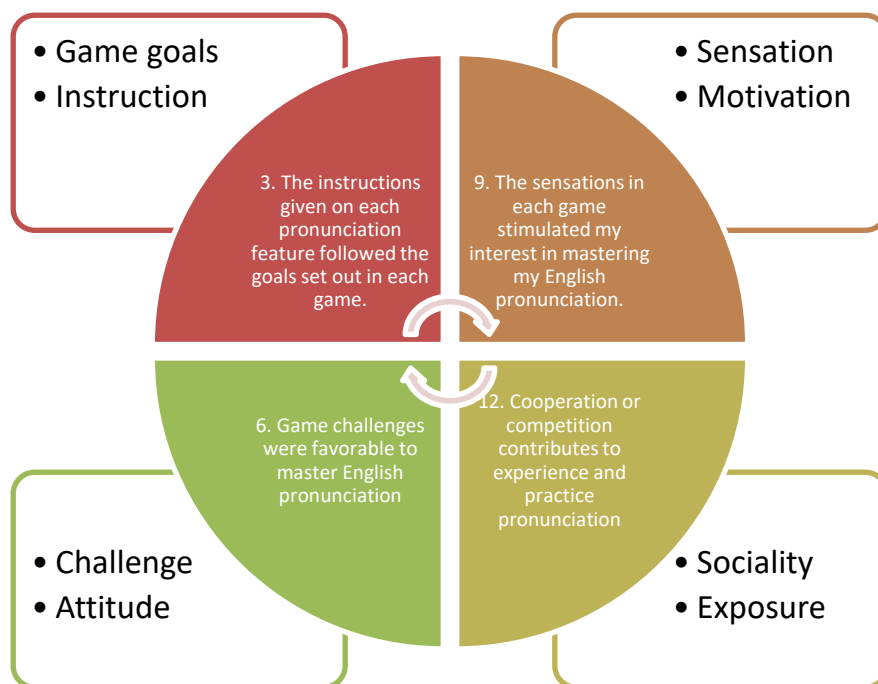 • Game goals
• Instruction
• Sensation
• Motivation
3. The instructions
given on each
pronunciation
feature followed the
goals set out in each
game.
9. The sensations in
each game
stimulated my
interest in mastering
my English
pronunciation.
6. Game challenges
were favorable to
master English
pronunciation
12. Cooperation or
competition
contributes to
experience and
practice
pronunciation
• Challenge
• Attitude
• Sociality
• Exposure